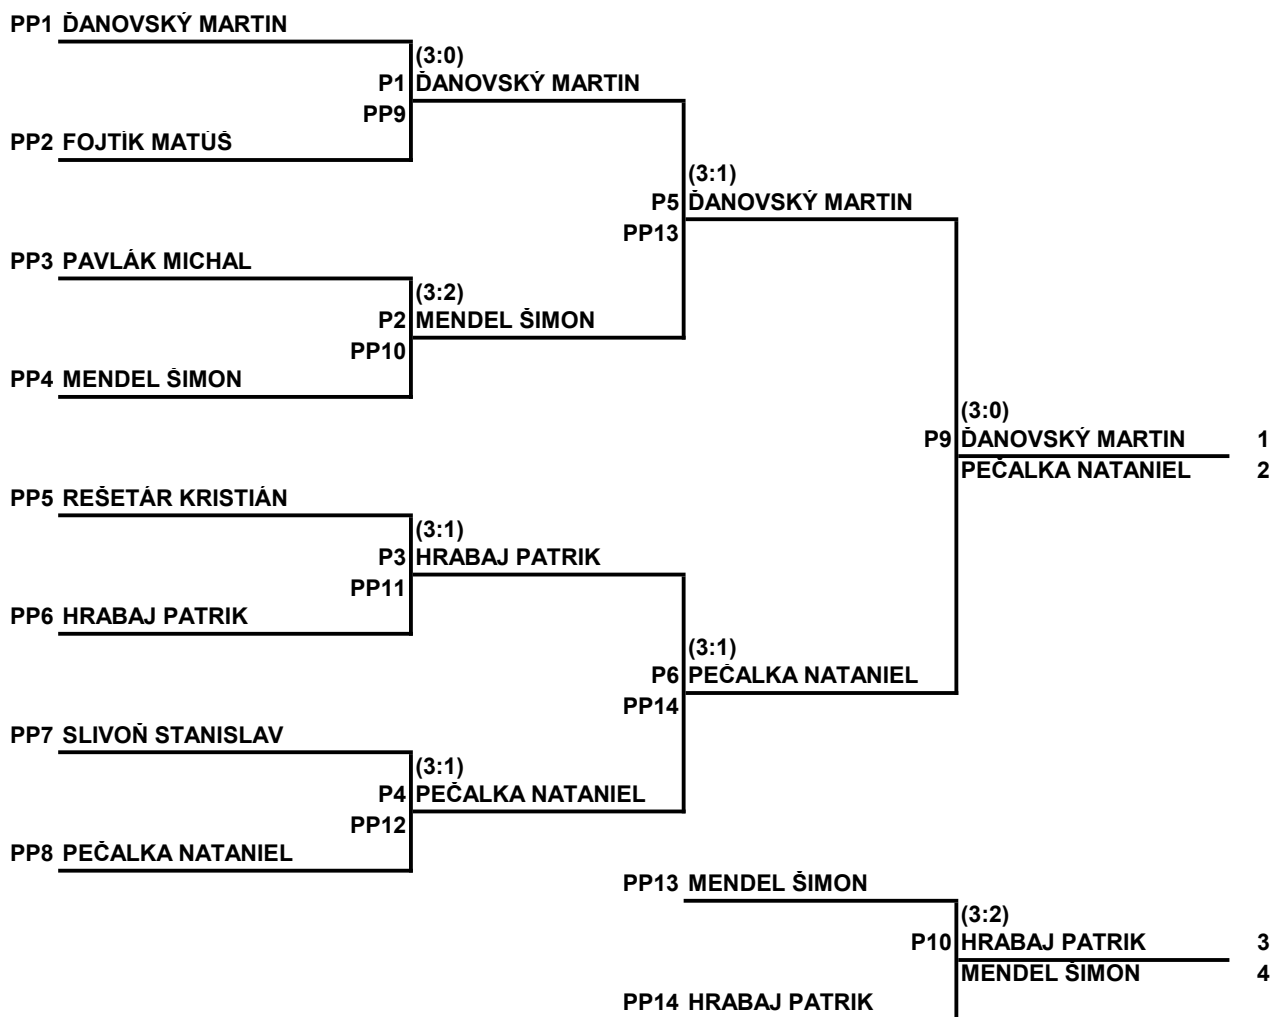 PP1 ĎANOVSKÝ MARTIN
(3:0)
P1 ĎANOVSKÝ MARTIN
PP9
PP2 FOJTÍK MATÚŠ
(3:1)
P5 ĎANOVSKÝ MARTIN
PP13
PP3 PAVLÁK MICHAL
(3:2)
P2 MENDEL ŠIMON
PP10
PP4 MENDEL ŠIMON
(3:0)
P9 ĎANOVSKÝ MARTIN 1
PEČALKA NATANIEL 2
PP5 REŠETÁR KRISTIÁN
(3:1)
P3 HRABAJ PATRIK
PP11
PP6 HRABAJ PATRIK
(3:1)
P6 PEČALKA NATANIEL
PP14
PP7 SLIVOŇ STANISLAV
(3:1)
P4 PEČALKA NATANIEL
PP12
PP8 PEČALKA NATANIEL
PP13 MENDEL ŠIMON
(3:2)
P10 HRABAJ PATRIK 3
MENDEL ŠIMON 4
PP14 HRABAJ PATRIK